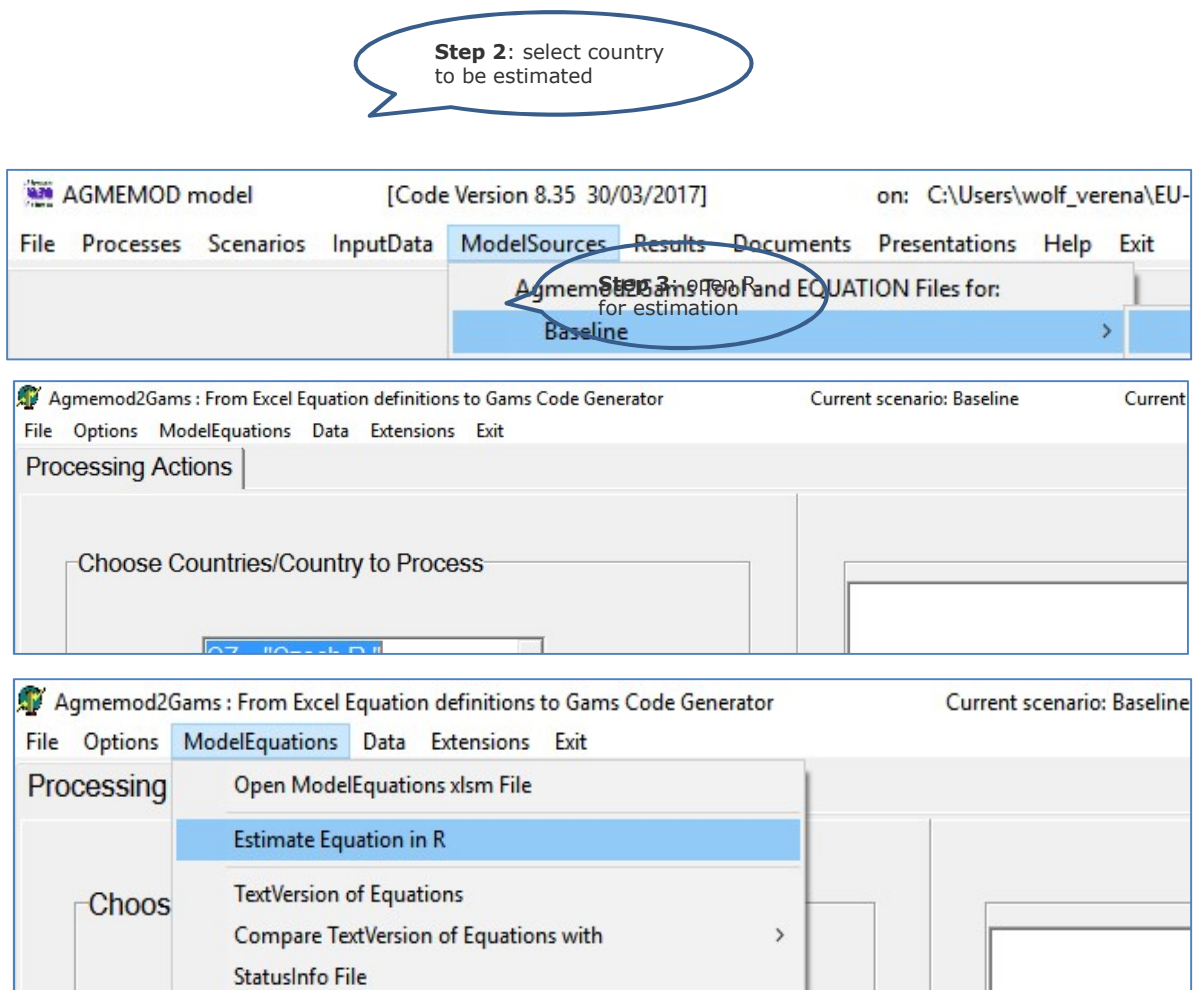 Step 2: select country
to be estimated
AGMEMOD model [Code Version 8.35 30/03/2017] on: C:\Users\wolf_verena\EU-
File Processes Scenarios InputData ModelSources Results Documents Presentations Help Exit
Agmemod2Gams Tool and EQUATION Files for:
Step 3: open R
for estimation
Baseline >
Agmemod2Gams : From Excel Equation definitions to Gams Code Generator Current scenario: Baseline Current
File Options ModelEquations Data Extensions Exit
Processing Actions
Choose Countries/Country to Process
CZ "Czech R."
Agmemod2Gams : From Excel Equation definitions to Gams Code Generator Current scenario: Baseline
File Options ModelEquations Data Extensions Exit
Processing
Open ModelEquations xlsm File
Estimate Equation in R
TextVersion of Equations
Choos
Compare TextVersion of Equations with >
StatusInfo File